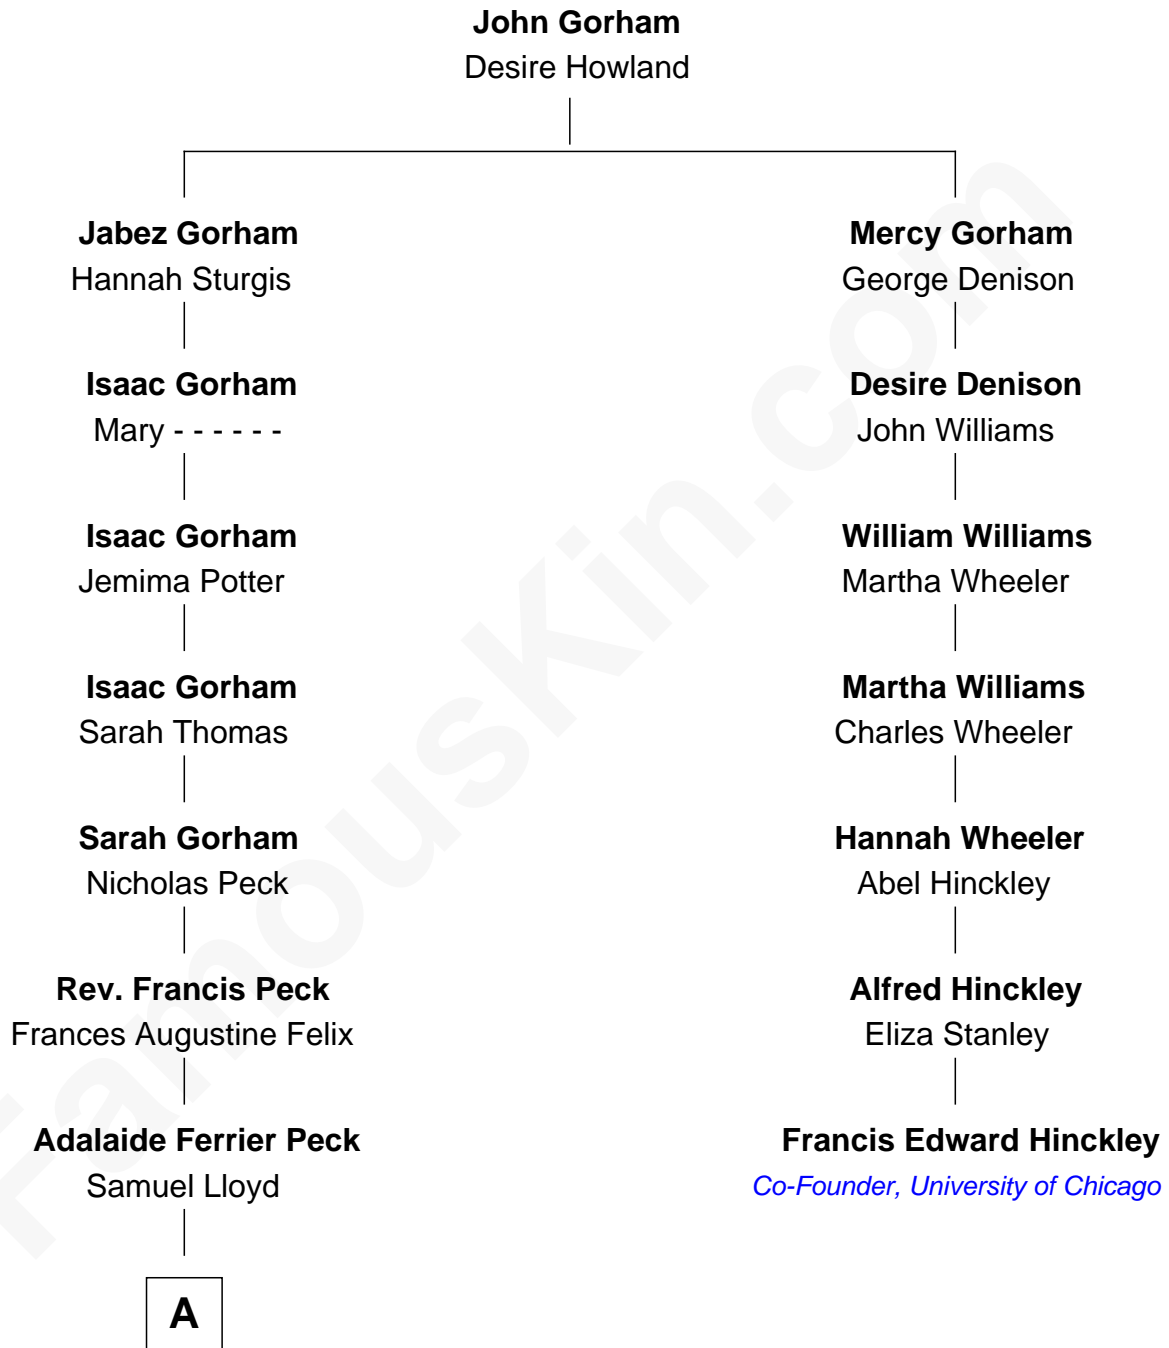 John Gorham
Desire Howland
Jabez Gorham
Hannah Sturgis
Isaac Gorham
Mary - - - - - -
Isaac Gorham
Jemima Potter
Isaac Gorham
Sarah Thomas
Sarah Gorham
Nicholas Peck
Rev. Francis Peck
Frances Augustine Felix
Adalaide Ferrier Peck
Samuel Lloyd
A
Mercy Gorham
George Denison
Desire Denison
John Williams
William Williams
Martha Wheeler
Martha Williams
Charles Wheeler
Hannah Wheeler
Abel Hinckley
Alfred Hinckley
Eliza Stanley
Francis Edward Hinckley
Co-Founder, University of Chicago
FamousKin.com